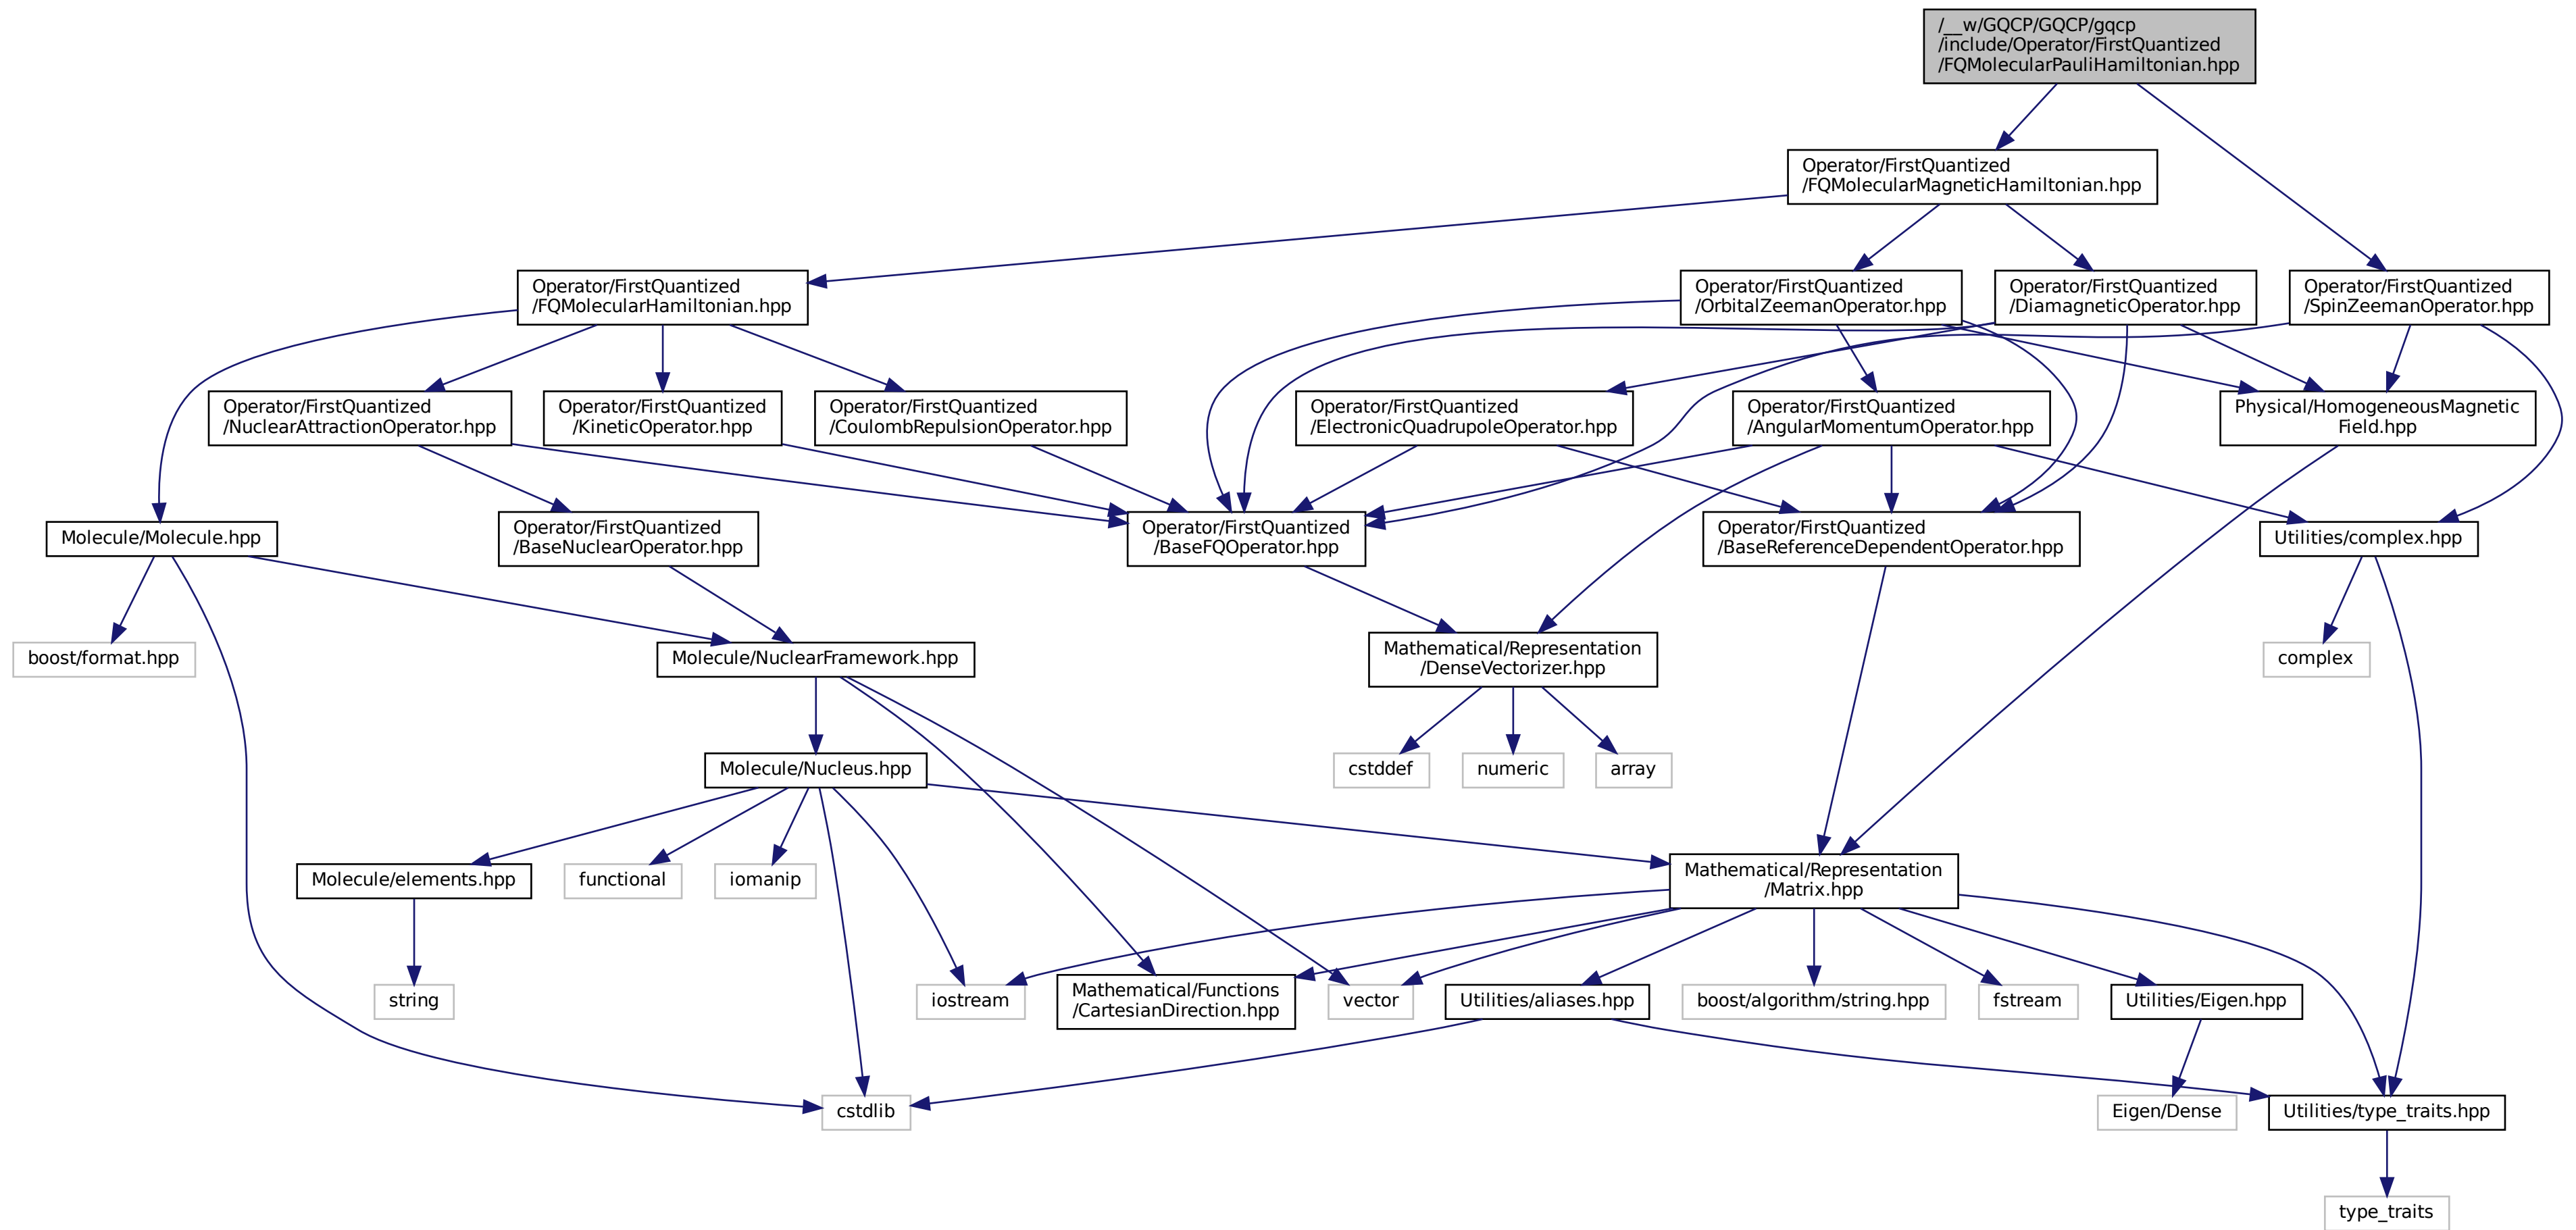 /__w/GQCP/GQCP/gqcp
/include/Operator/FirstQuantized
/FQMolecularPauliHamiltonian.hpp
Operator/FirstQuantized
/FQMolecularMagneticHamiltonian.hpp
Operator/FirstQuantized
/FQMolecularHamiltonian.hpp
Operator/FirstQuantized
/OrbitalZeemanOperator.hpp
Operator/FirstQuantized
/DiamagneticOperator.hpp
Operator/FirstQuantized
/SpinZeemanOperator.hpp
Operator/FirstQuantized
/NuclearAttractionOperator.hpp
Operator/FirstQuantized
/KineticOperator.hpp
Operator/FirstQuantized
/CoulombRepulsionOperator.hpp
Operator/FirstQuantized
/ElectronicQuadrupoleOperator.hpp
Operator/FirstQuantized
/AngularMomentumOperator.hpp
Physical/HomogeneousMagnetic
Field.hpp
Molecule/Molecule.hpp
Operator/FirstQuantized
/BaseNuclearOperator.hpp
Operator/FirstQuantized
/BaseFQOperator.hpp
Operator/FirstQuantized
/BaseReferenceDependentOperator.hpp
Utilities/complex.hpp
boost/format.hpp
Molecule/NuclearFramework.hpp
Mathematical/Representation
/DenseVectorizer.hpp
complex
Molecule/Nucleus.hpp
cstddef
numeric
array
Molecule/elements.hpp
functional
iomanip
Mathematical/Representation
/Matrix.hpp
string
iostream
Mathematical/Functions
/CartesianDirection.hpp
vector
Utilities/aliases.hpp
boost/algorithm/string.hpp
fstream
Utilities/Eigen.hpp
cstdlib
Eigen/Dense
Utilities/type_traits.hpp
type_traits